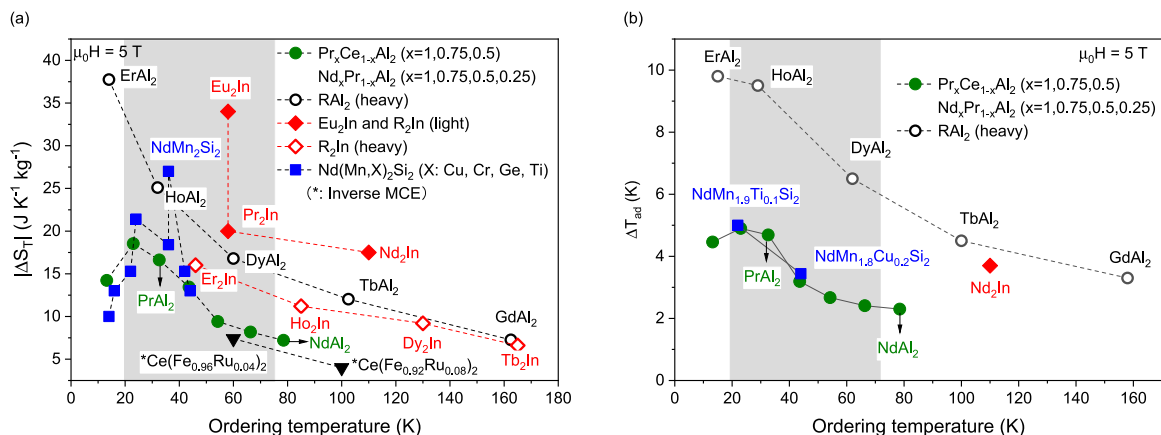 (a)
μ₀H = 5 T
ErAl₂
Eu₂In
NdMn₂Si₂
HoAl₂
Pr₂In
DyAl₂
Nd₂In
Er₂In
PrAl₂
TbAl₂
Ho₂In
GdAl₂
Dy₂In
NdAl₂
Tb₂In
*Ce(Fe₀.₉₆Ru₀.₀₄)₂
*Ce(Fe₀.₉₂Ru₀.₀₈)₂
PrₓCe₁₋ₓAl₂ (x=1,0.75,0.5)
NdₓPr₁₋ₓAl₂ (x=1,0.75,0.5,0.25)
RAl₂ (heavy)
Eu₂In and R₂In (light)
R₂In (heavy)
Nd(Mn,X)₂Si₂ (X: Cu, Cr, Ge, Ti)
(*: Inverse MCE)
|ΔS_T| (J K⁻¹ kg⁻¹)
40
35
30
25
20
15
10
5
0 20 40 60 80 100 120 140 160 180
Ordering temperature (K)
(b)
μ₀H = 5 T
ErAl₂
HoAl₂
PrₓCe₁₋ₓAl₂ (x=1,0.75,0.5)
NdₓPr₁₋ₓAl₂ (x=1,0.75,0.5,0.25)
RAl₂ (heavy)
DyAl₂
NdMn₁.₉Ti₀.₁Si₂
TbAl₂
NdMn₁.₈Cu₀.₂Si₂
GdAl₂
PrAl₂
Nd₂In
NdAl₂
ΔT_ad (K)
10
8
6
4
2
0
0 20 40 60 80 100 120 140 160
Ordering temperature (K)